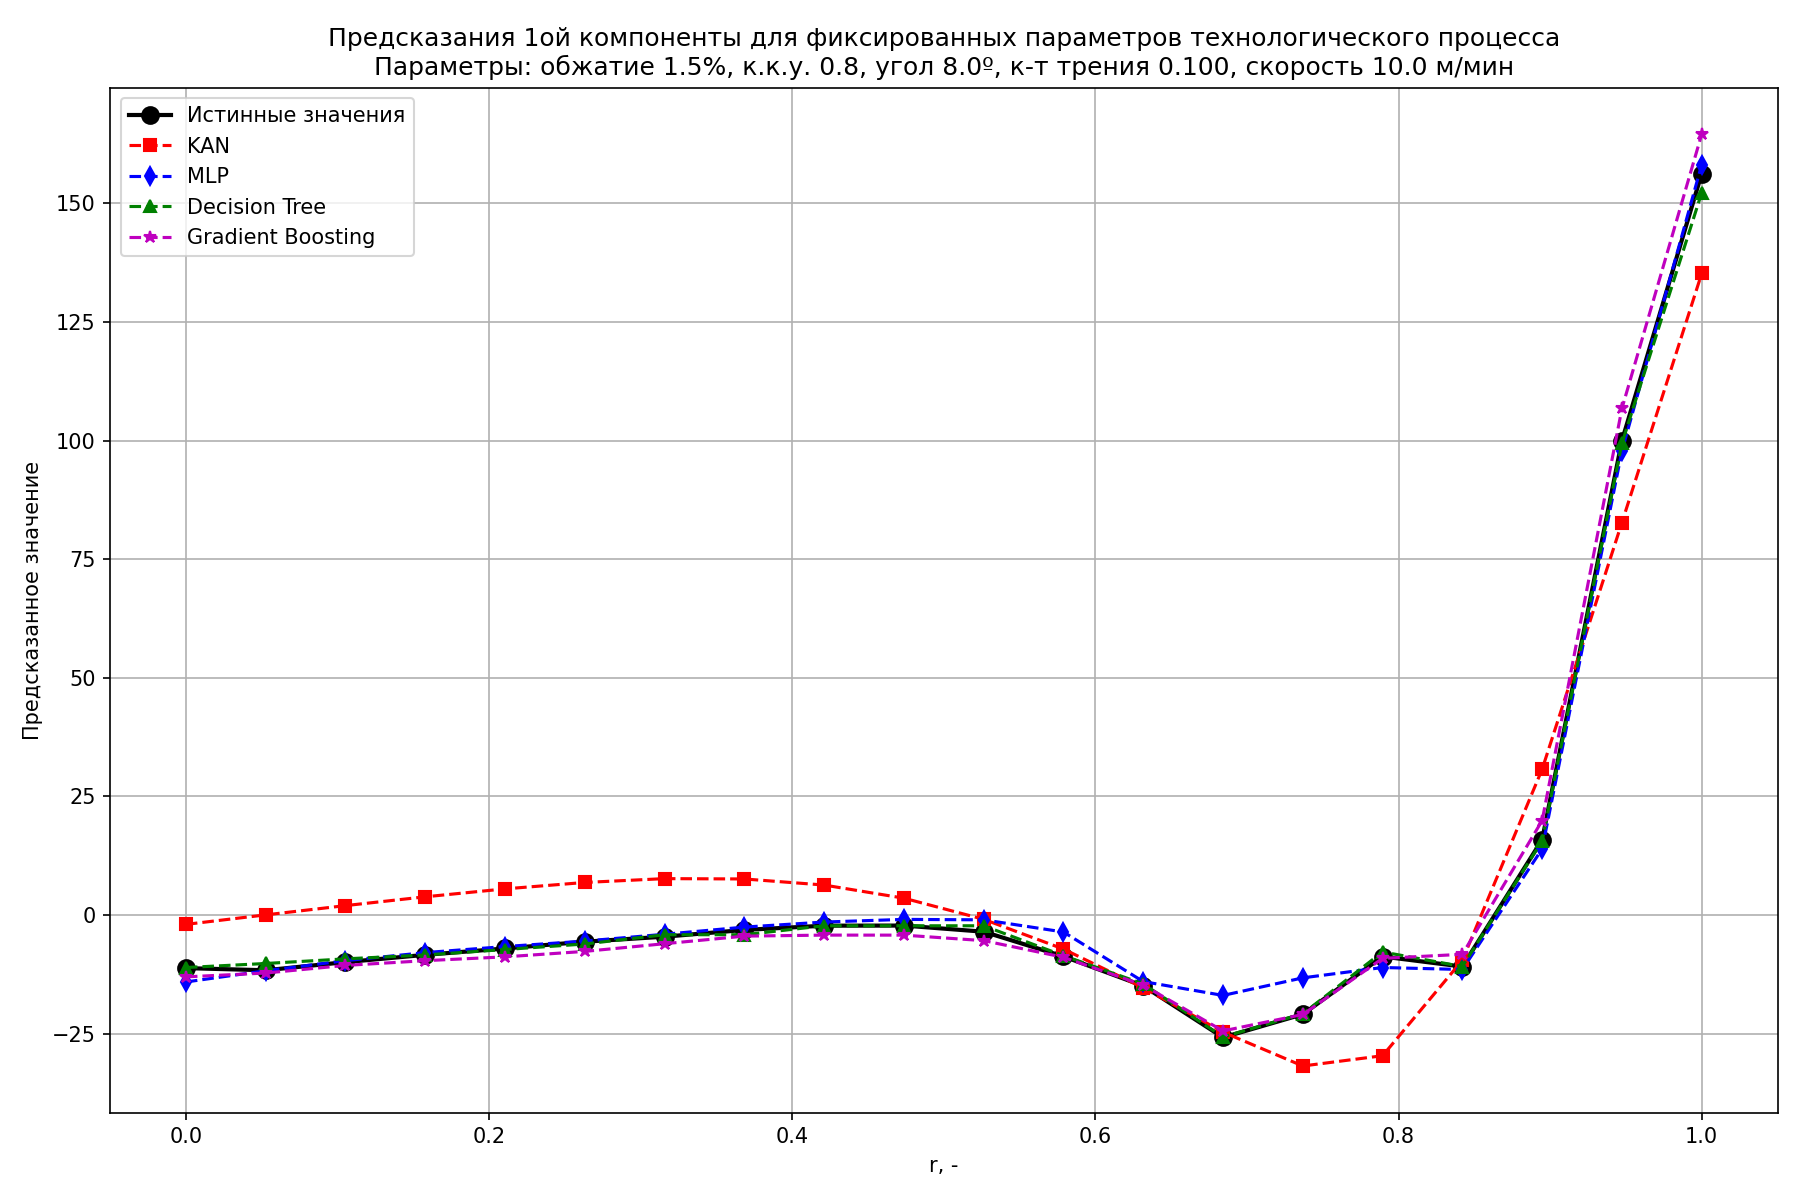 Предсказания 1ой компоненты для фиксированных параметров технологического процесса
Параметры: обжатие 1.5%, к.к.у. 0.8, угол 8.0º, к-т трения 0.100, скорость 10.0 м/мин
Истинные значения
KAN
MLP
Decision Tree
Gradient Boosting
Предсказанное значение
150
125
100
75
50
25
0
−25
0.0 0.2 0.4 0.6 0.8 1.0
r, -